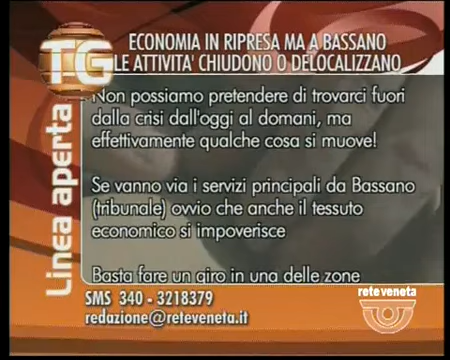 TG
Linea aperta
ECONOMIA IN RIPRESA MA A BASSANO
LE ATTIVITA' CHIUDONO O DELOCALIZZANO
Non possiamo pretendere di trovarci fuori
dalla crisi dall'oggi al domani, ma
effettivamente qualche cosa si muove!
Se vanno via i servizi principali da Bassano
(tribunale) ovvio che anche il tessuto
economico si impoverisce
Basta fare un giro in una delle zone
SMS 340 - 3218379
redazione@reteveneta.it
reteveneta